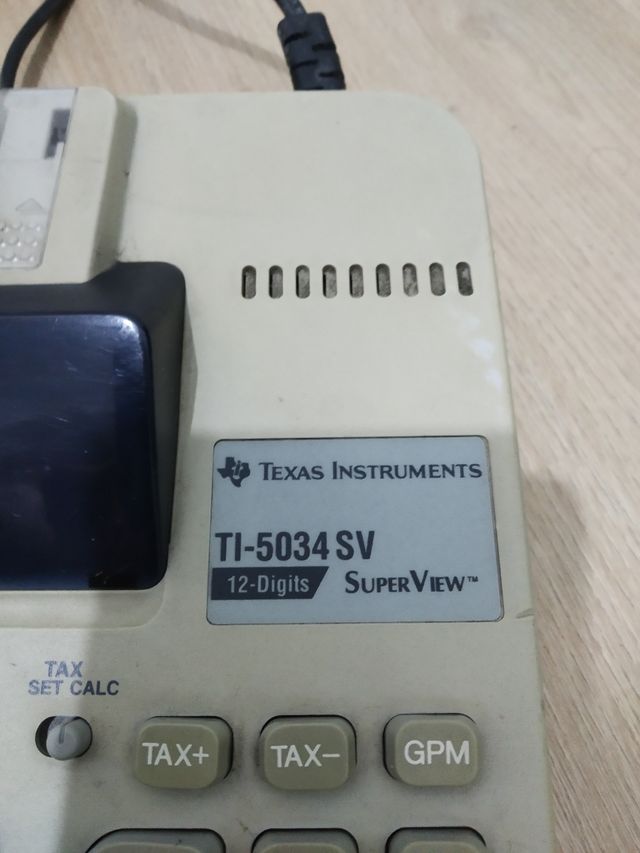 TEXAS INSTRUMENTS
TI-5034 SV
12-Digits SUPERVIEW™
TAX
SET CALC
TAX+ TAX− GPM